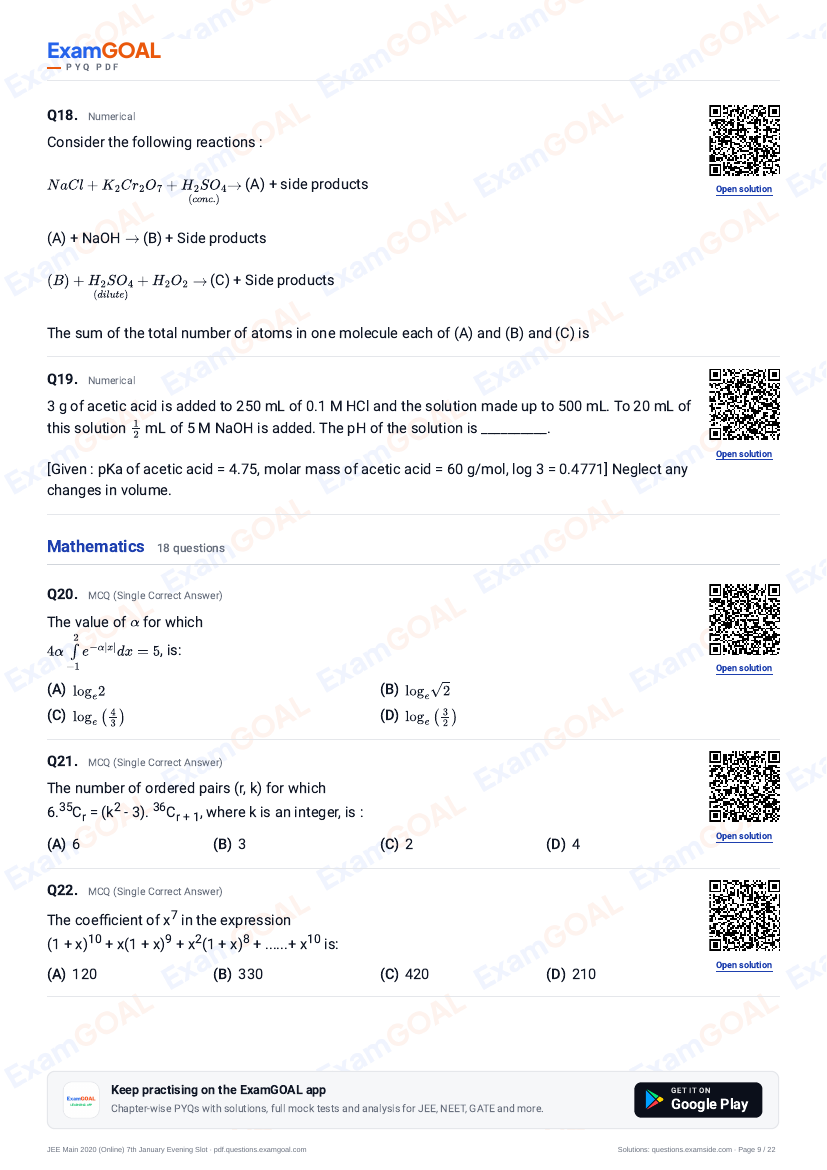 ExamGOAL
PYQ PDF
Q18. Numerical
Open solution
Consider the following reactions :
NaCl + K₂Cr₂O₇ + H₂SO₄ → (A) + side products
(conc.)
(A) + NaOH → (B) + Side products
(B) + H₂SO₄ + H₂O₂ → (C) + Side products
(dilute)
The sum of the total number of atoms in one molecule each of (A) and (B) and (C) is
Q19. Numerical
Open solution
3 g of acetic acid is added to 250 mL of 0.1 M HCl and the solution made up to 500 mL. To 20 mL of
this solution 1/2 mL of 5 M NaOH is added. The pH of the solution is __________.
[Given : pKa of acetic acid = 4.75, molar mass of acetic acid = 60 g/mol, log 3 = 0.4771] Neglect any
changes in volume.
Mathematics 18 questions
Q20. MCQ (Single Correct Answer)
Open solution
The value of α for which
4α ∫₋₁² e^(−α|x|) dx = 5, is:
(A) logₑ2 (B) logₑ√2
(C) logₑ(4/3) (D) logₑ(3/2)
Q21. MCQ (Single Correct Answer)
Open solution
The number of ordered pairs (r, k) for which
6.³⁵Cᵣ = (k² - 3). ³⁶Cᵣ ₊ ₁, where k is an integer, is :
(A) 6 (B) 3 (C) 2 (D) 4
Q22. MCQ (Single Correct Answer)
Open solution
The coefficient of x⁷ in the expression
(1 + x)¹⁰ + x(1 + x)⁹ + x²(1 + x)⁸ + ......+ x¹⁰ is:
(A) 120 (B) 330 (C) 420 (D) 210
Keep practising on the ExamGOAL app
Chapter-wise PYQs with solutions, full mock tests and analysis for JEE, NEET, GATE and more.
GET IT ON
Google Play
JEE Main 2020 (Online) 7th January Evening Slot · pdf.questions.examgoal.com
Solutions: questions.examside.com · Page 9 / 22